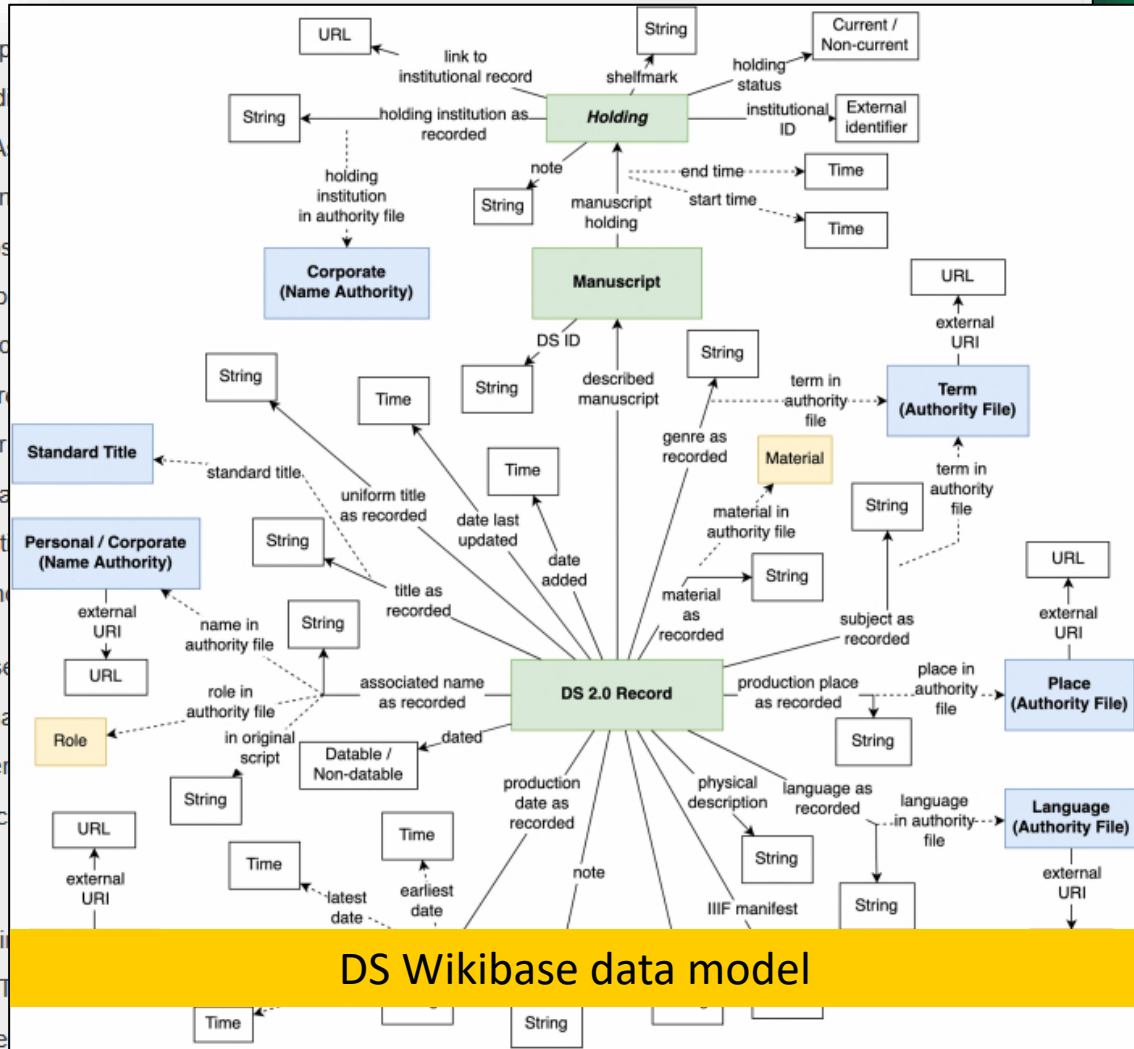 URL
String
Current /
Non-current
link to
institutional record
shelfmark
holding
status
String
holding institution as
recorded
Holding
institutional
ID
External
identifier
note
end time
Time
holding
institution
in authority file
String
manuscript
holding
start time
Time
Corporate
(Name Authority)
Manuscript
URL
DS ID
external
URI
String
String
Time
String
described
manuscript
term in
authority
file
Term
(Authority File)
Standard Title
standard title
genre as
recorded
Material
Time
String
term in
authority
file
uniform title
as recorded
date last
updated
material in
authority file
Personal / Corporate
(Name Authority)
String
date
added
String
URL
title as
recorded
material
as
recorded
subject as
recorded
external
URI
name in
authority file
String
external
URI
URL
associated name
as recorded
DS 2.0 Record
production place
as recorded
place in
authority
file
Place
(Authority File)
role in
authority file
Role
in original
script
dated
String
Datable /
Non-datable
String
production
date as
recorded
physical
description
language as
recorded
language
in authority
file
Language
(Authority File)
URL
Time
Time
String
external
URI
latest
date
earliest
date
note
IIIF manifest
String
external
URI
DS Wikibase data model
Time
String